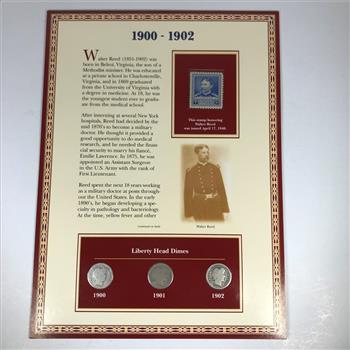 1900 - 1902
Walter Reed (1851-1902) was
born in Belroi, Virginia, the son of a
Methodist minister. He was educated
at a private school in Charlottesville,
Virginia, and in 1869 graduated
from the University of Virginia with
a degree in medicine. At 18, he was
the youngest student ever to gradu-
ate from the medical school.
After interning at several New York
hospitals, Reed had decided by the
mid 1870's to become a military
doctor. He thought it provided a
good opportunity to do medical
research, and he needed the finan-
cial security to marry his fiancé,
Emilie Lawrence. In 1875, he was
appointed an Assistant Surgeon
in the U.S. Army with the rank of
First Lieutenant.
Reed spent the next 18 years working
as a military doctor at posts through-
out the United States. In the early
1890's, he began developing a spe-
cialty in pathology and bacteriology.
At the time, yellow fever and other
(continued on back)
This stamp honoring
Walter Reed
was issued April 17, 1940.
Walter Reed
Liberty Head Dimes
1900
1901
1902